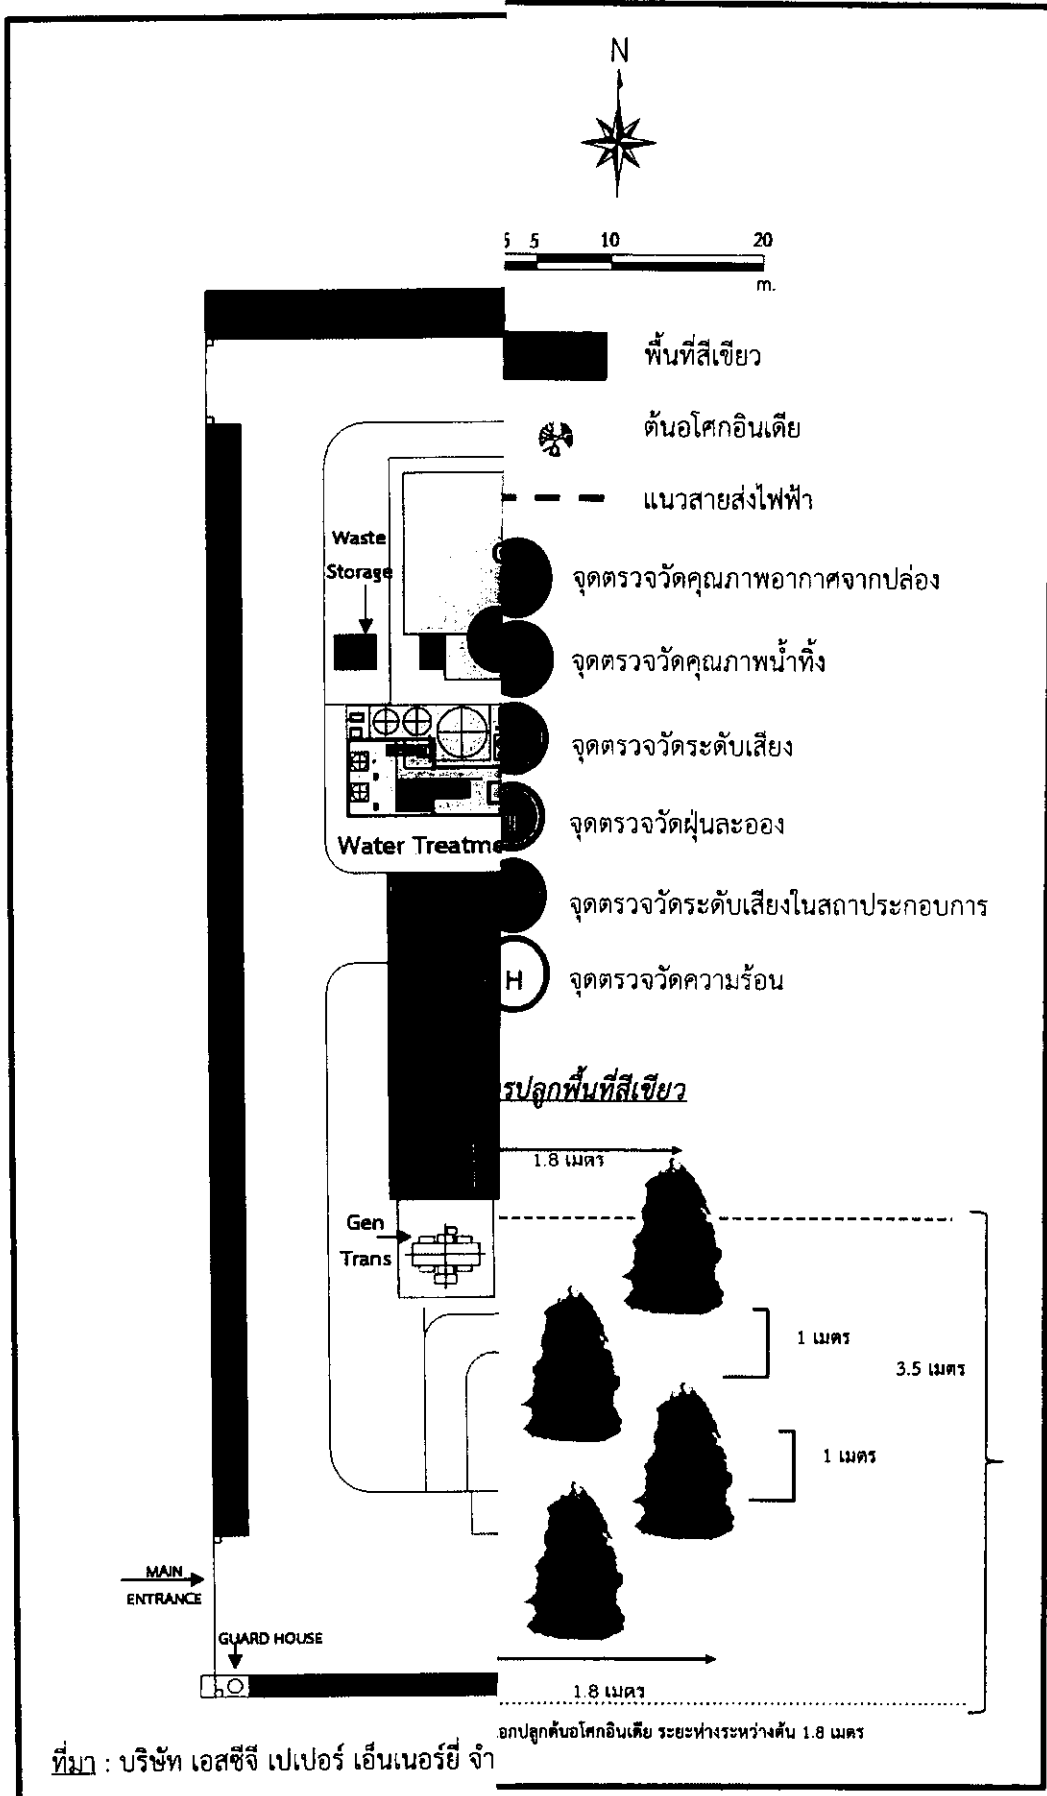 N
5 5 10 20
m.
พื้นที่สีเขียว
ต้นอโศกอินเดีย
แนวสายส่งไฟฟ้า
Waste
Storage
จุดตรวจวัดคุณภาพอากาศจากปล่อง
จุดตรวจวัดคุณภาพน้ำทิ้ง
จุดตรวจวัดระดับเสียง
จุดตรวจวัดฝุ่นละออง
Water Treatme
จุดตรวจวัดระดับเสียงในสถาประกอบการ
H จุดตรวจวัดความร้อน
รปลูกพื้นที่สีเขียว
1.8 เมตร
Gen
Trans
1 เมตร
3.5 เมตร
1 เมตร
MAIN
ENTRANCE
GUARD HOUSE
1.8 เมตร
อกปลูกต้นอโศกอินเดีย ระยะห่างระหว่างต้น 1.8 เมตร
ที่มา : บริษัท เอสซีจี เปเปอร์ เอ็นเนอร์ยี่ จำ